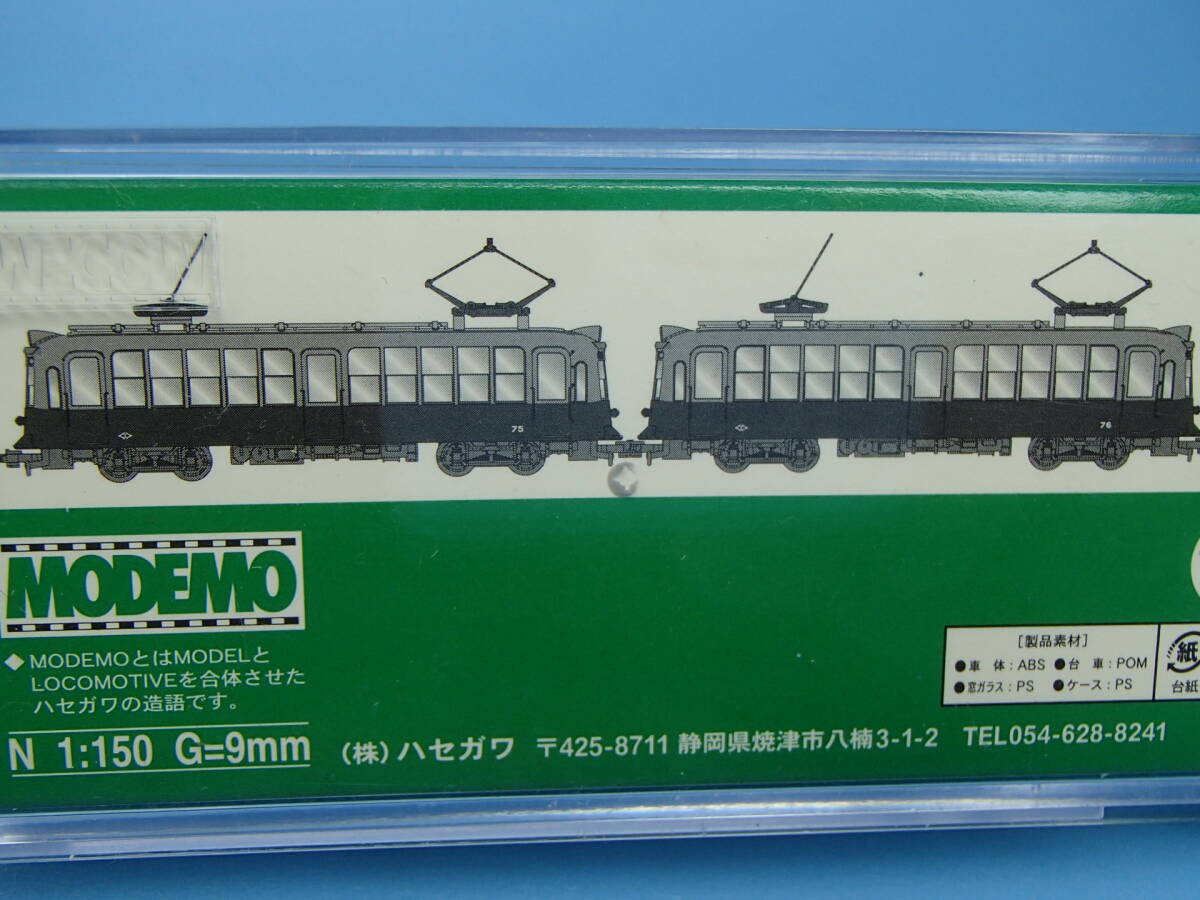 75
76
MODEMO
◆MODEMOとはMODELと
LOCOMOTIVEを合体させた
ハセガワの造語です。
N 1:150 G=9mm
(株)ハセガワ 〒425-8711 静岡県焼津市八楠3-1-2 TEL054-628-8241
[製品素材]
●車 体:ABS ●台 車:POM
●窓ガラス:PS ●ケース:PS
紙
台紙